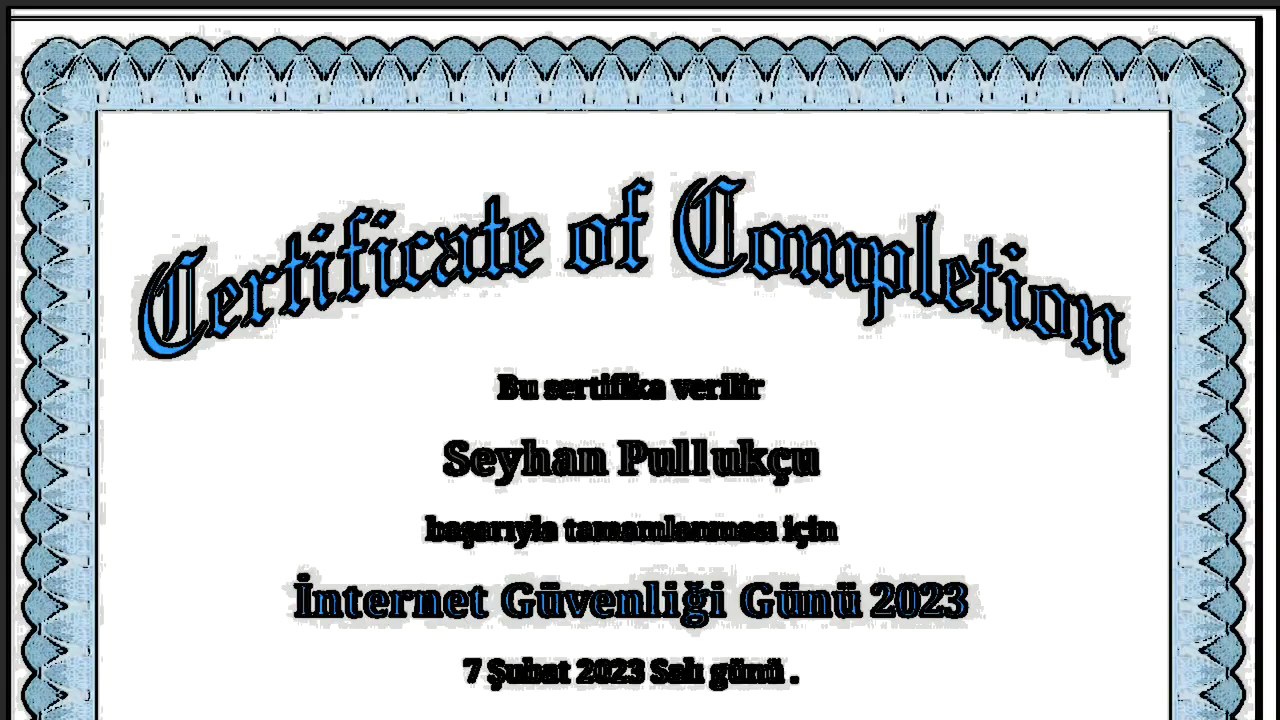 Certificate of Completion
Bu sertifika verilir
Seyhan Pullukçu
başarıyla tamamlanması için
İnternet Güvenliği Günü 2023
7 Şubat 2023 Salı günü .